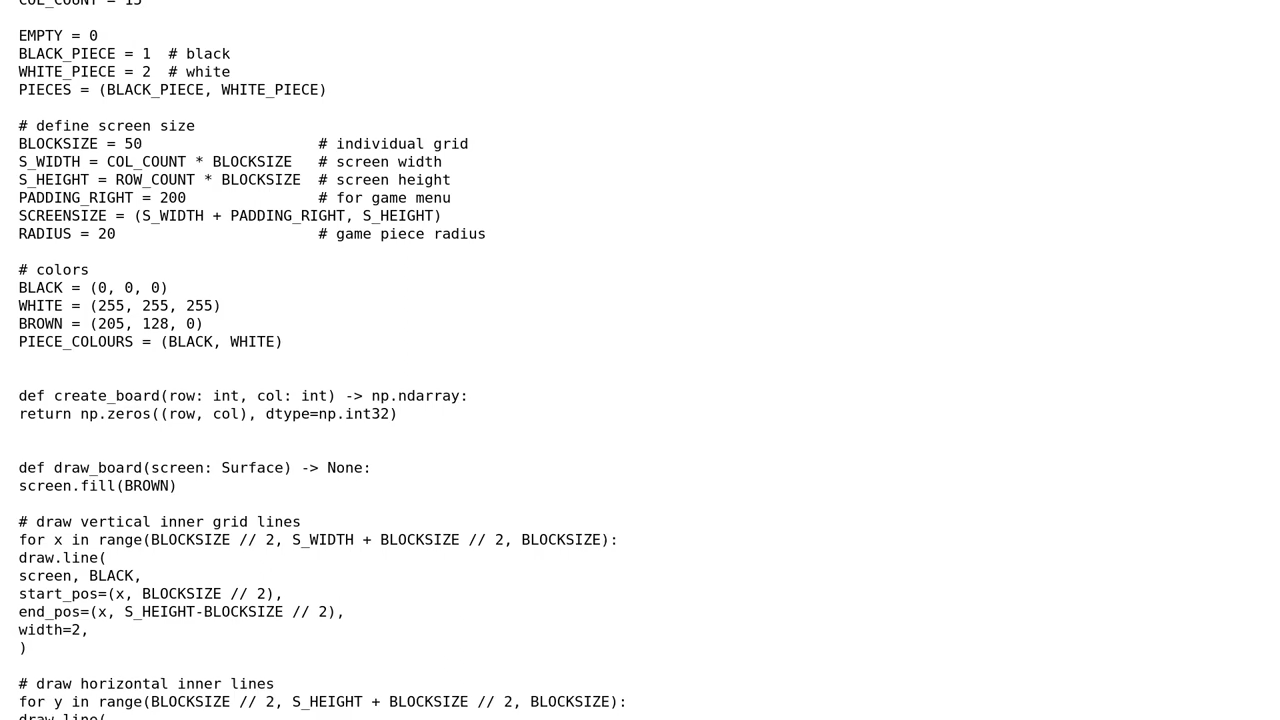 COL_COUNT = 15

EMPTY = 0
BLACK_PIECE = 1  # black
WHITE_PIECE = 2  # white
PIECES = (BLACK_PIECE, WHITE_PIECE)

# define screen size
BLOCKSIZE = 50                    # individual grid
S_WIDTH = COL_COUNT * BLOCKSIZE   # screen width
S_HEIGHT = ROW_COUNT * BLOCKSIZE  # screen height
PADDING_RIGHT = 200               # for game menu
SCREENSIZE = (S_WIDTH + PADDING_RIGHT, S_HEIGHT)
RADIUS = 20                       # game piece radius

# colors
BLACK = (0, 0, 0)
WHITE = (255, 255, 255)
BROWN = (205, 128, 0)
PIECE_COLOURS = (BLACK, WHITE)


def create_board(row: int, col: int) -> np.ndarray:
return np.zeros((row, col), dtype=np.int32)


def draw_board(screen: Surface) -> None:
screen.fill(BROWN)

# draw vertical inner grid lines
for x in range(BLOCKSIZE // 2, S_WIDTH + BLOCKSIZE // 2, BLOCKSIZE):
draw.line(
screen, BLACK,
start_pos=(x, BLOCKSIZE // 2),
end_pos=(x, S_HEIGHT-BLOCKSIZE // 2),
width=2,
)

# draw horizontal inner lines
for y in range(BLOCKSIZE // 2, S_HEIGHT + BLOCKSIZE // 2, BLOCKSIZE):
draw.line(